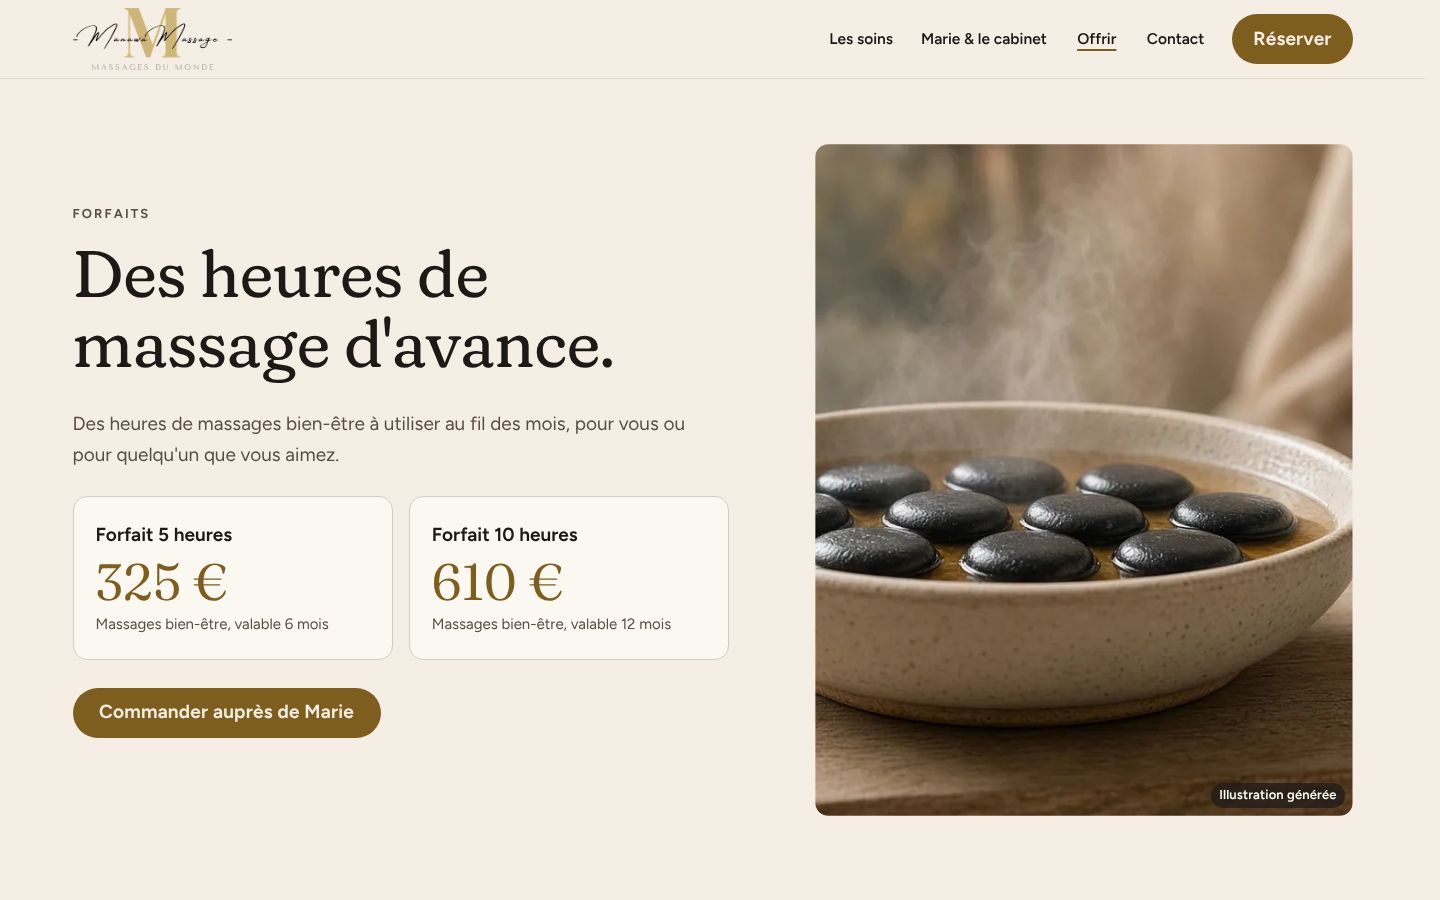 M
- Manawa Massage -
MASSAGES DU MONDE
Les soins
Marie & le cabinet
Offrir
Contact
Réserver
FORFAITS
Des heures de
massage d'avance.
Des heures de massages bien-être à utiliser au fil des mois, pour vous ou
pour quelqu'un que vous aimez.
Forfait 5 heures
325 €
Massages bien-être, valable 6 mois
Forfait 10 heures
610 €
Massages bien-être, valable 12 mois
Commander auprès de Marie
Illustration générée